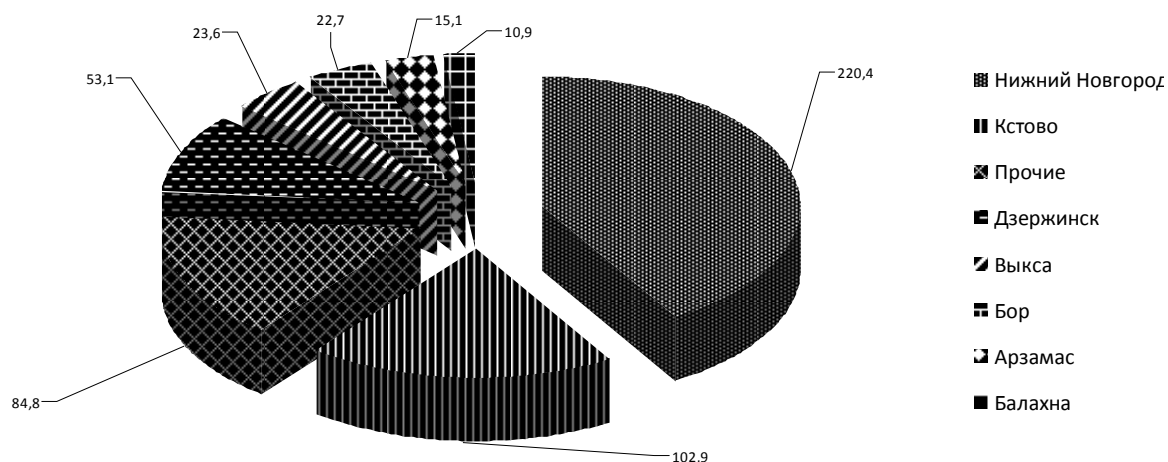 22,7
15,1
10,9
23,6
53,1
220,4
84,8
102,9
Нижний Новгород
Кстово
Прочие
Дзержинск
Выкса
Бор
Арзамас
Балахна